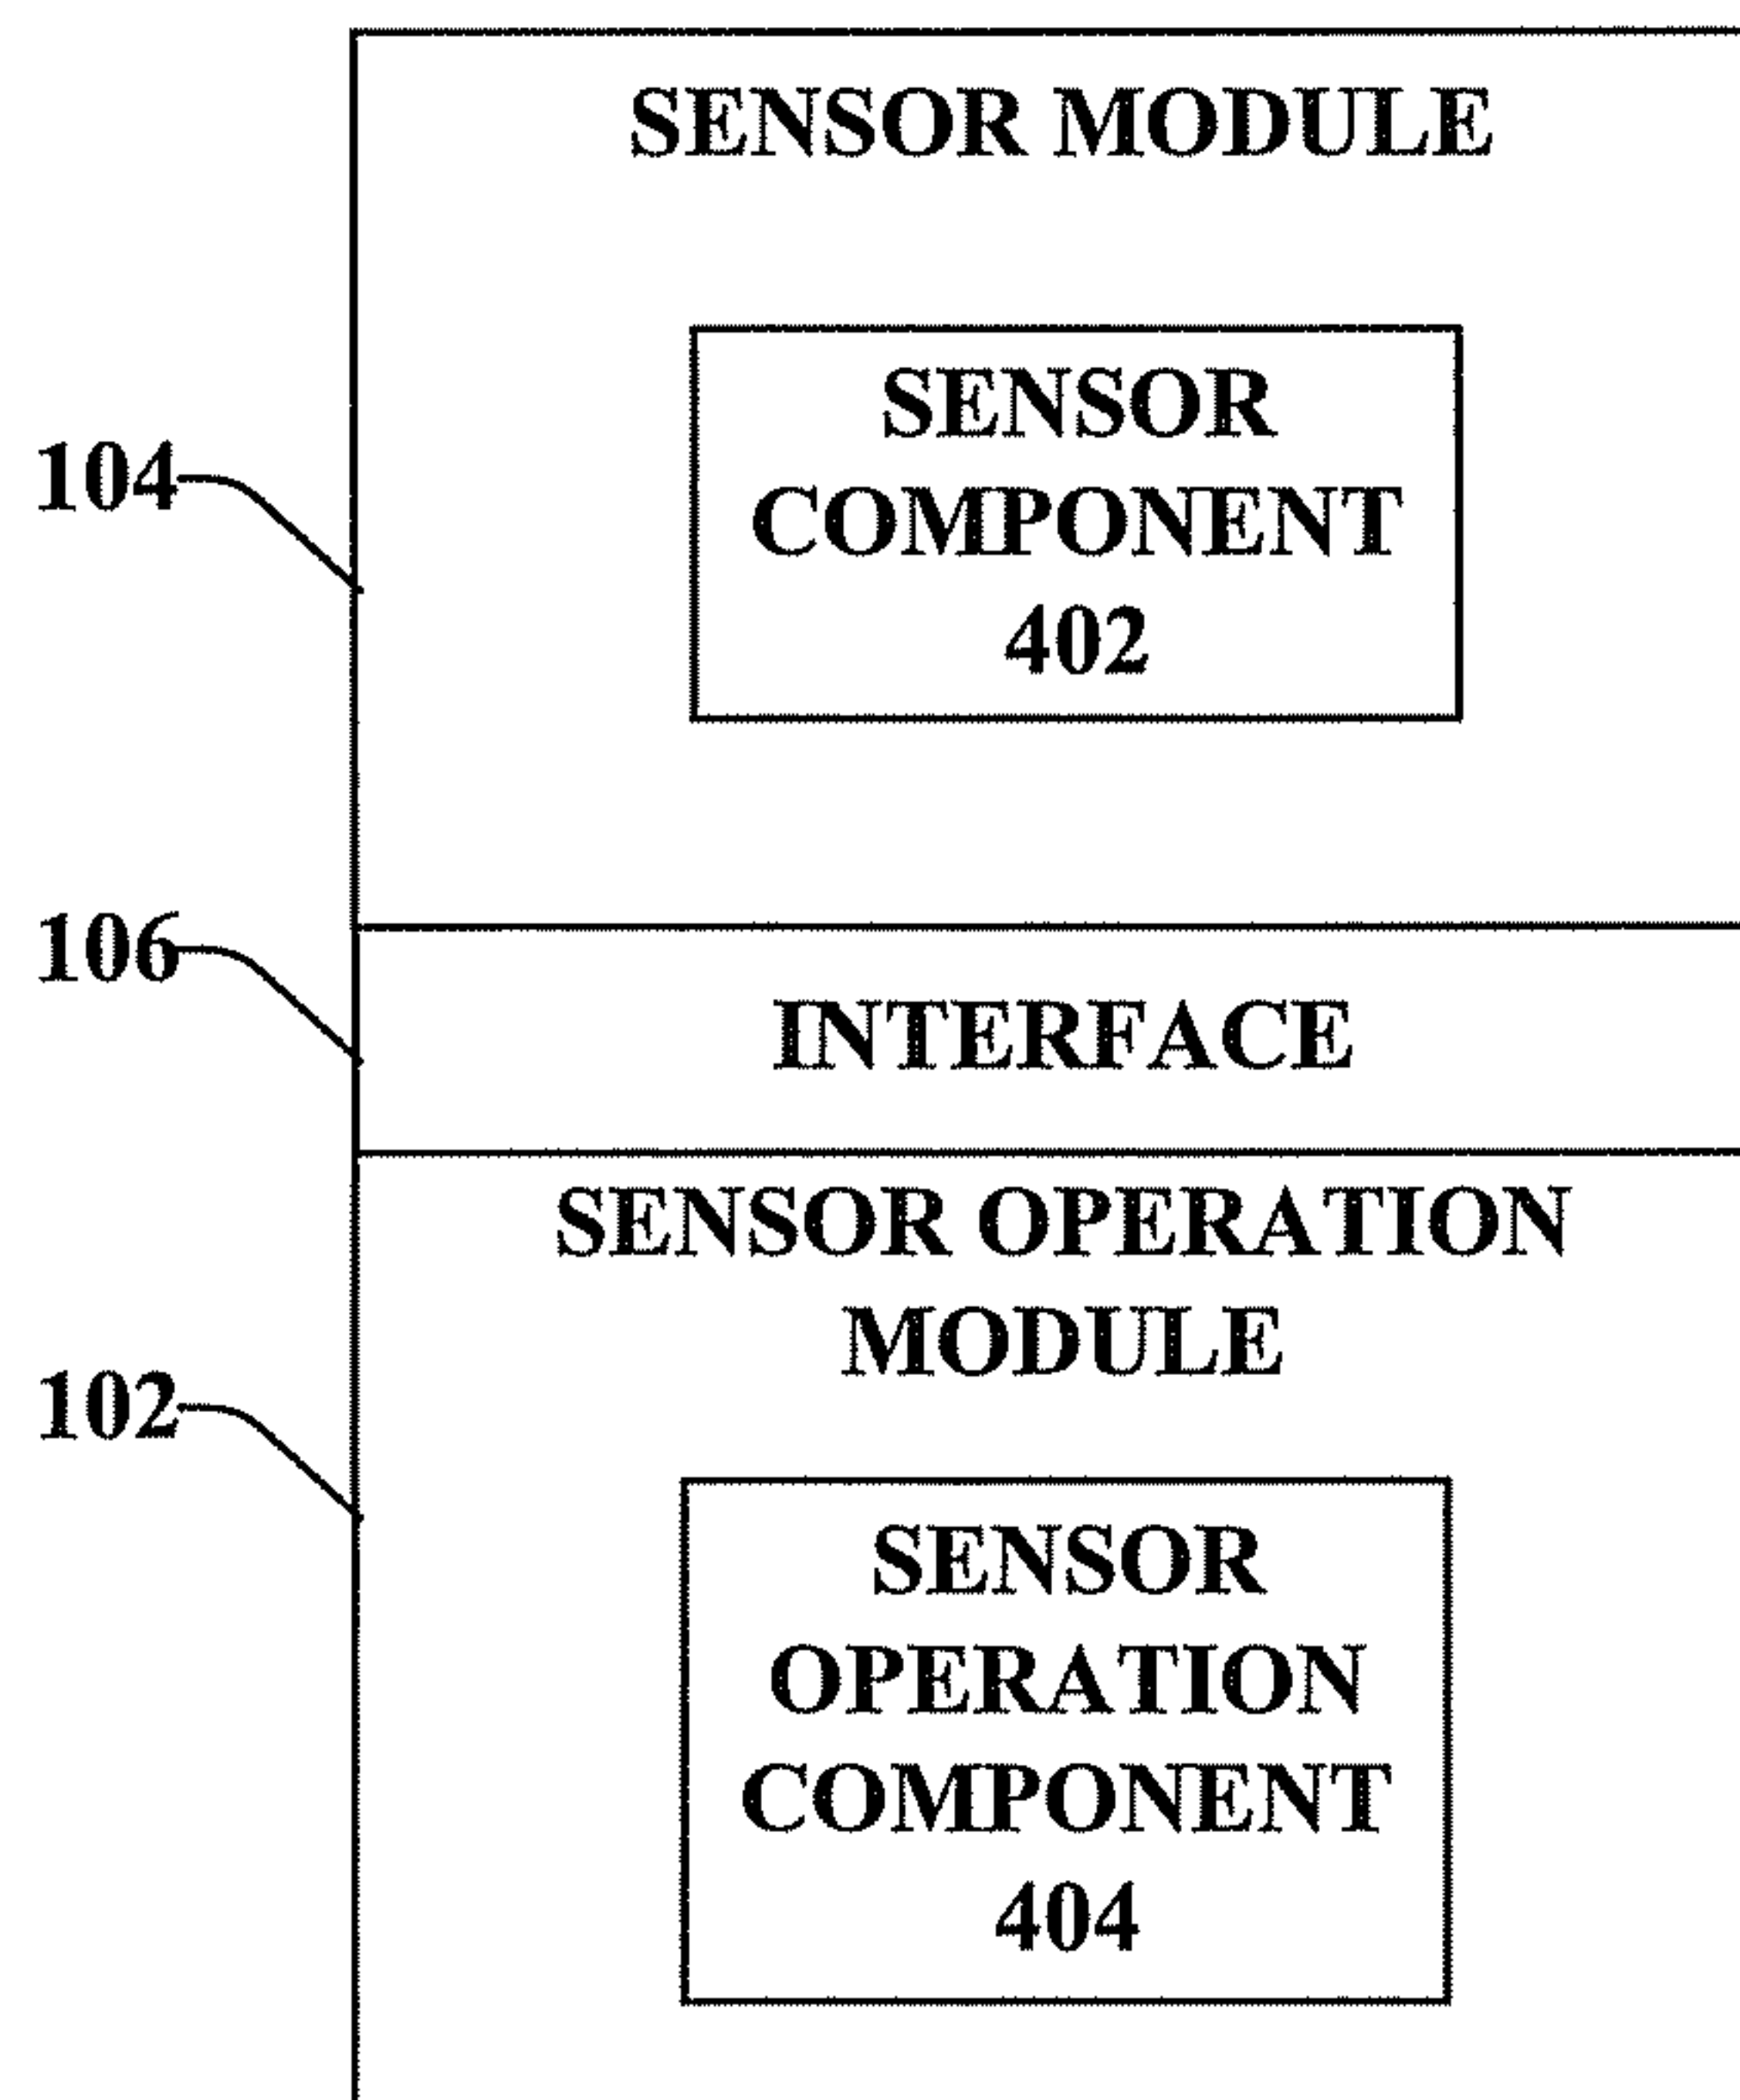 SENSOR MODULE
SENSOR
COMPONENT
402
104
106
INTERFACE
SENSOR OPERATION
MODULE
102
SENSOR
OPERATION
COMPONENT
404